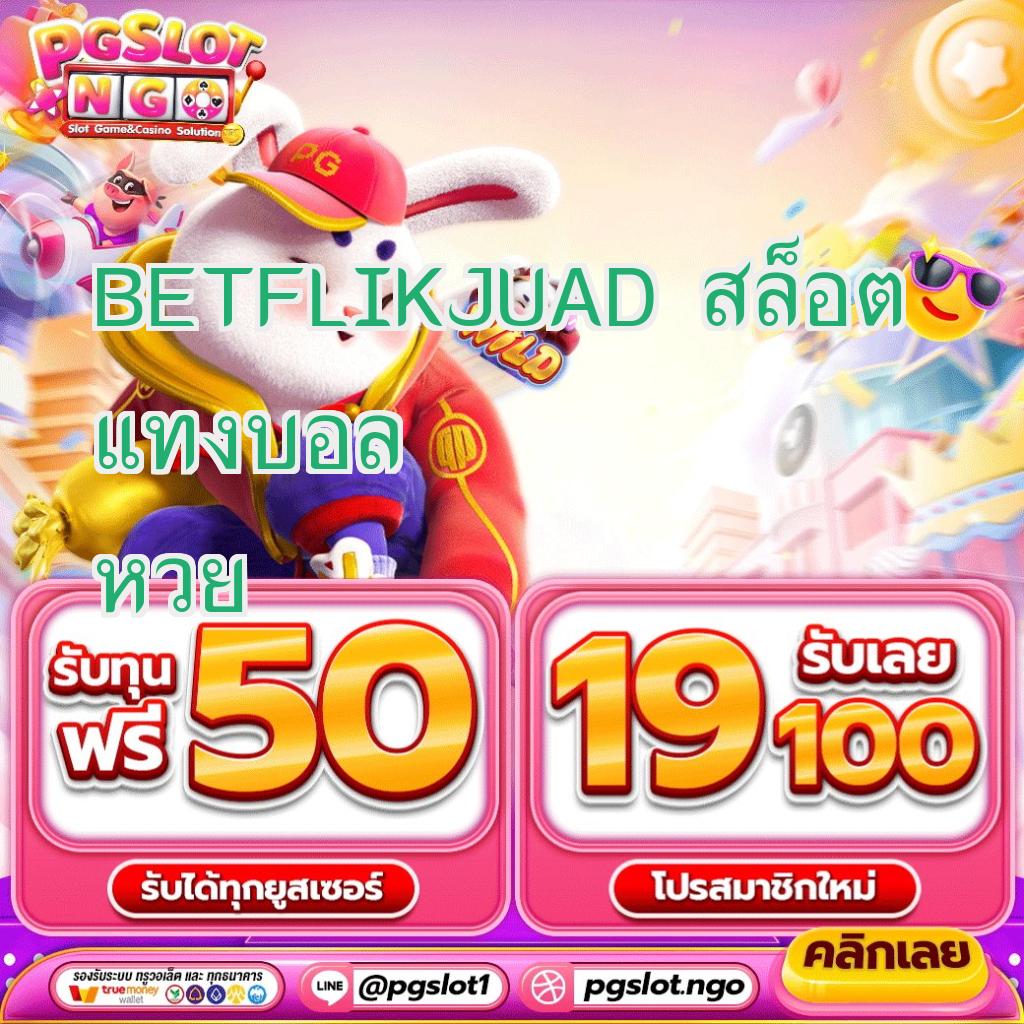 PGSLOT
NGO
Slot Game&Casino Solution
PG
WILD
BETFLIKJUAD สล็อต
แทงบอล
หวย
รับทุน
ฟรี
50
รับได้ทุกยูสเซอร์
19
รับเลย
100
โปรสมาชิกใหม่
คลิกเลย
รองรับระบบ ทรูวอเล็ต และ ทุกธนาคาร
truemoney
wallet
LINE
@pgslot1
pgslot.ngo